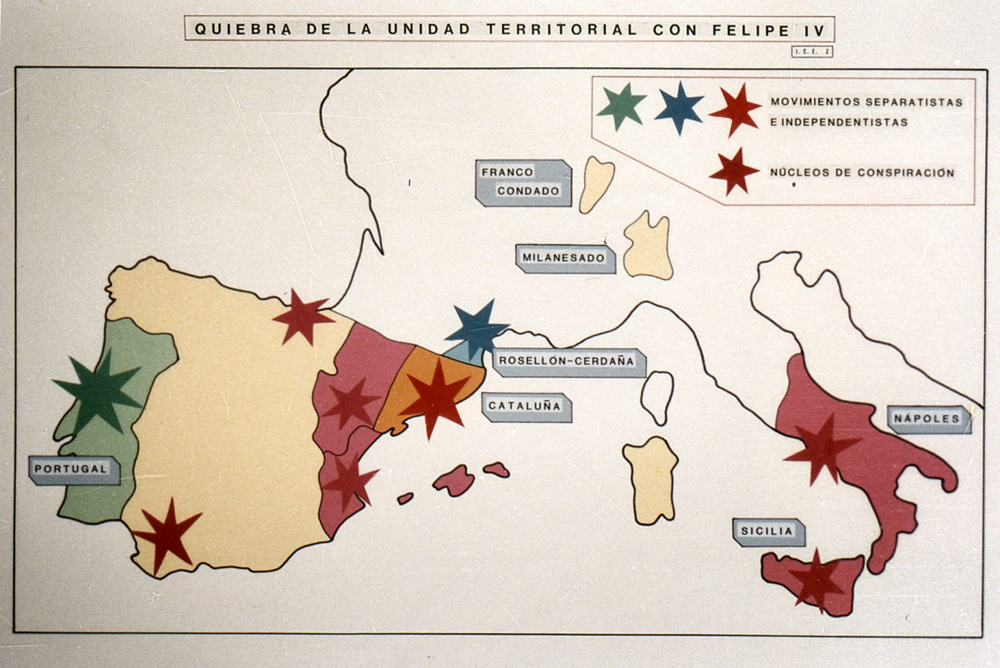 QUIEBRA DE LA UNIDAD TERRITORIAL CON FELIPE IV
I.C.E. Z
MOVIMIENTOS SEPARATISTAS
E INDEPENDENTISTAS
NÚCLEOS DE CONSPIRACIÓN
FRANCO
CONDADO
MILANESADO
ROSELLÓN-CERDAÑA
CATALUÑA
NÁPOLES
PORTUGAL
SICILIA